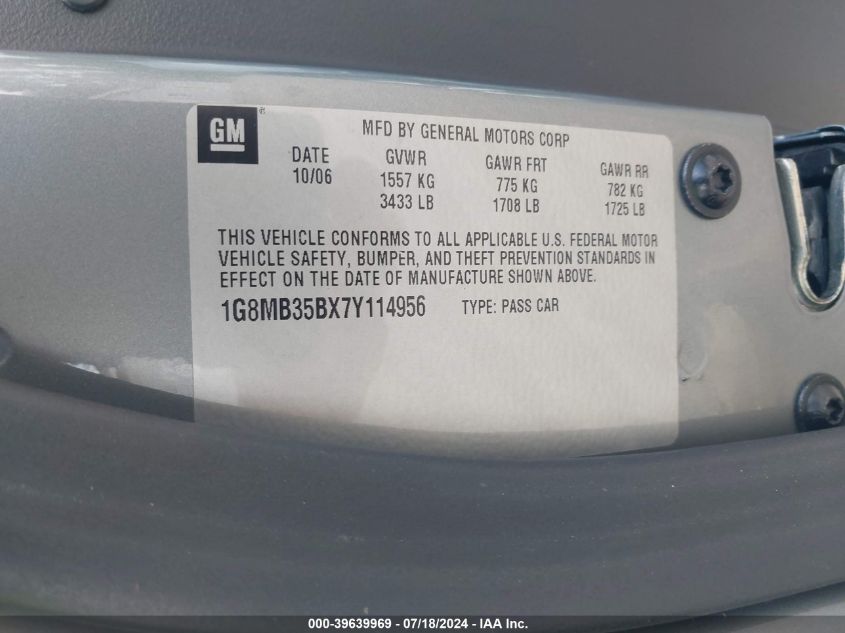 GM ®
MFD BY GENERAL MOTORS CORP
DATE GVWR GAWR FRT GAWR RR
10/06 1557 KG 775 KG 782 KG
3433 LB 1708 LB 1725 LB
THIS VEHICLE CONFORMS TO ALL APPLICABLE U.S. FEDERAL MOTOR
VEHICLE SAFETY, BUMPER, AND THEFT PREVENTION STANDARDS IN
EFFECT ON THE DATE OF MANUFACTURE SHOWN ABOVE.
1G8MB35BX7Y114956 TYPE: PASS CAR
000-39639969 - 07/18/2024 - IAA Inc.